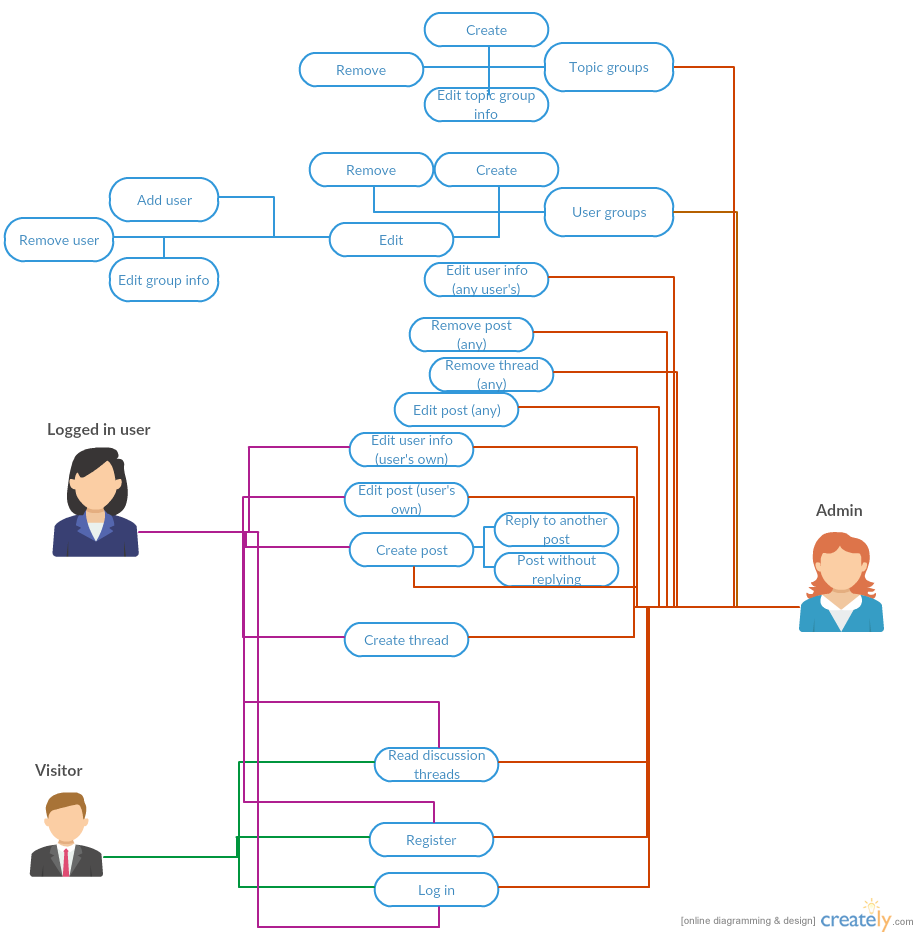 Create
Remove
Topic groups
Edit topic group
info
Remove
Create
Add user
User groups
Remove user
Edit
Edit group info
Edit user info
(any user's)
Remove post
(any)
Remove thread
(any)
Edit post (any)
Logged in user
Edit user info
(user's own)
Edit post (user's
own)
Admin
Reply to another
post
Create post
Post without
replying
Create thread
Read discussion
threads
Visitor
Register
Log in
[online diagramming & design]
creately.com